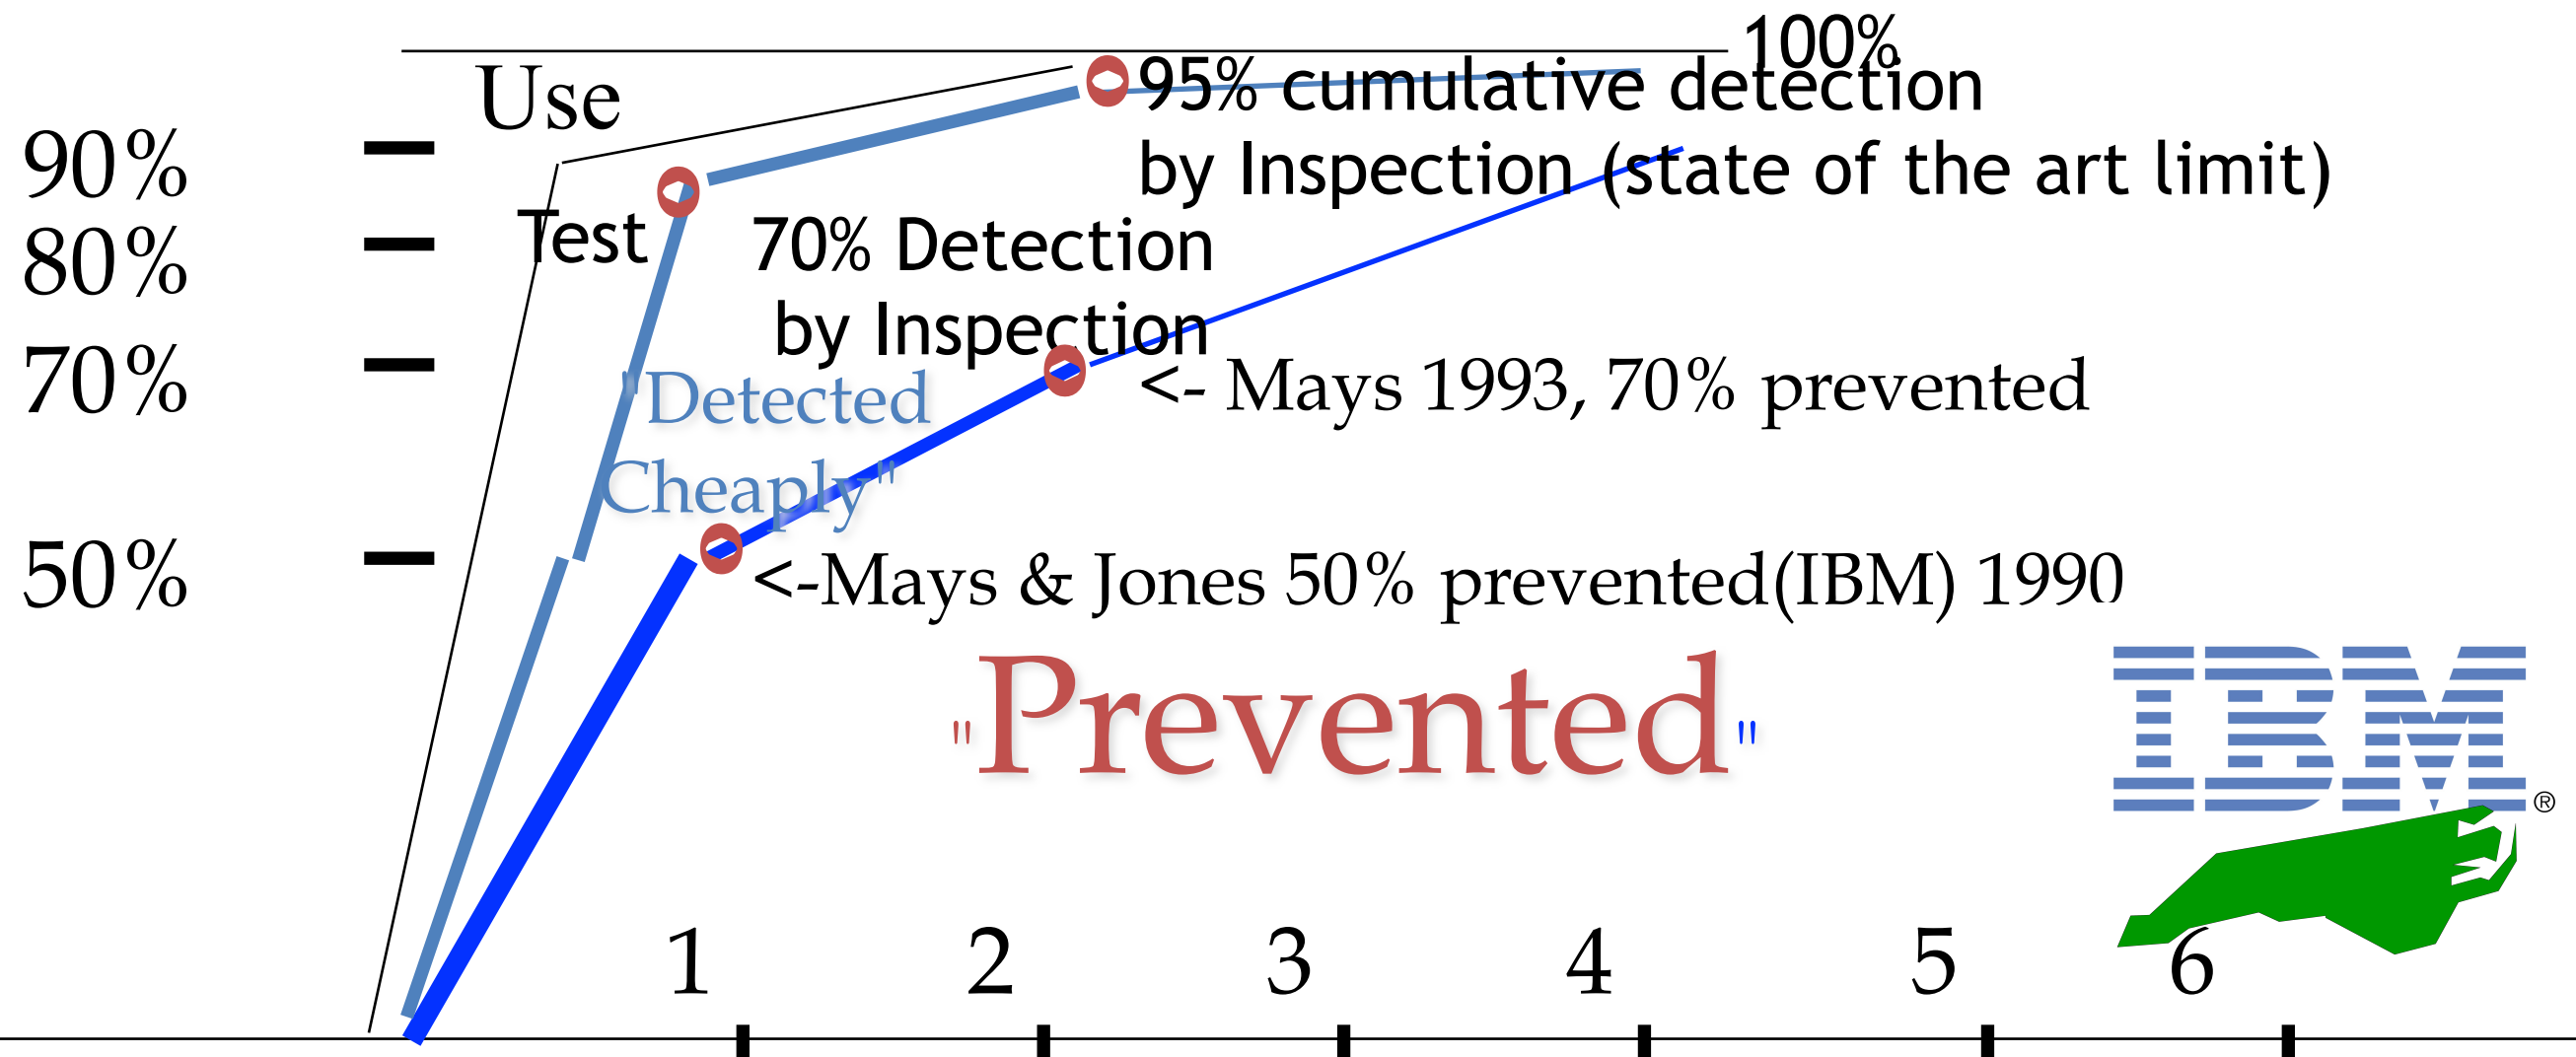 100%
Use
95% cumulative detection
by Inspection (state of the art limit)
90%
Test
70% Detection
by Inspection
80%
70%
"Detected
Cheaply"
<- Mays 1993, 70% prevented
50%
<-Mays & Jones 50% prevented(IBM) 1990
"Prevented"
IBM®
1 2 3 4 5 6